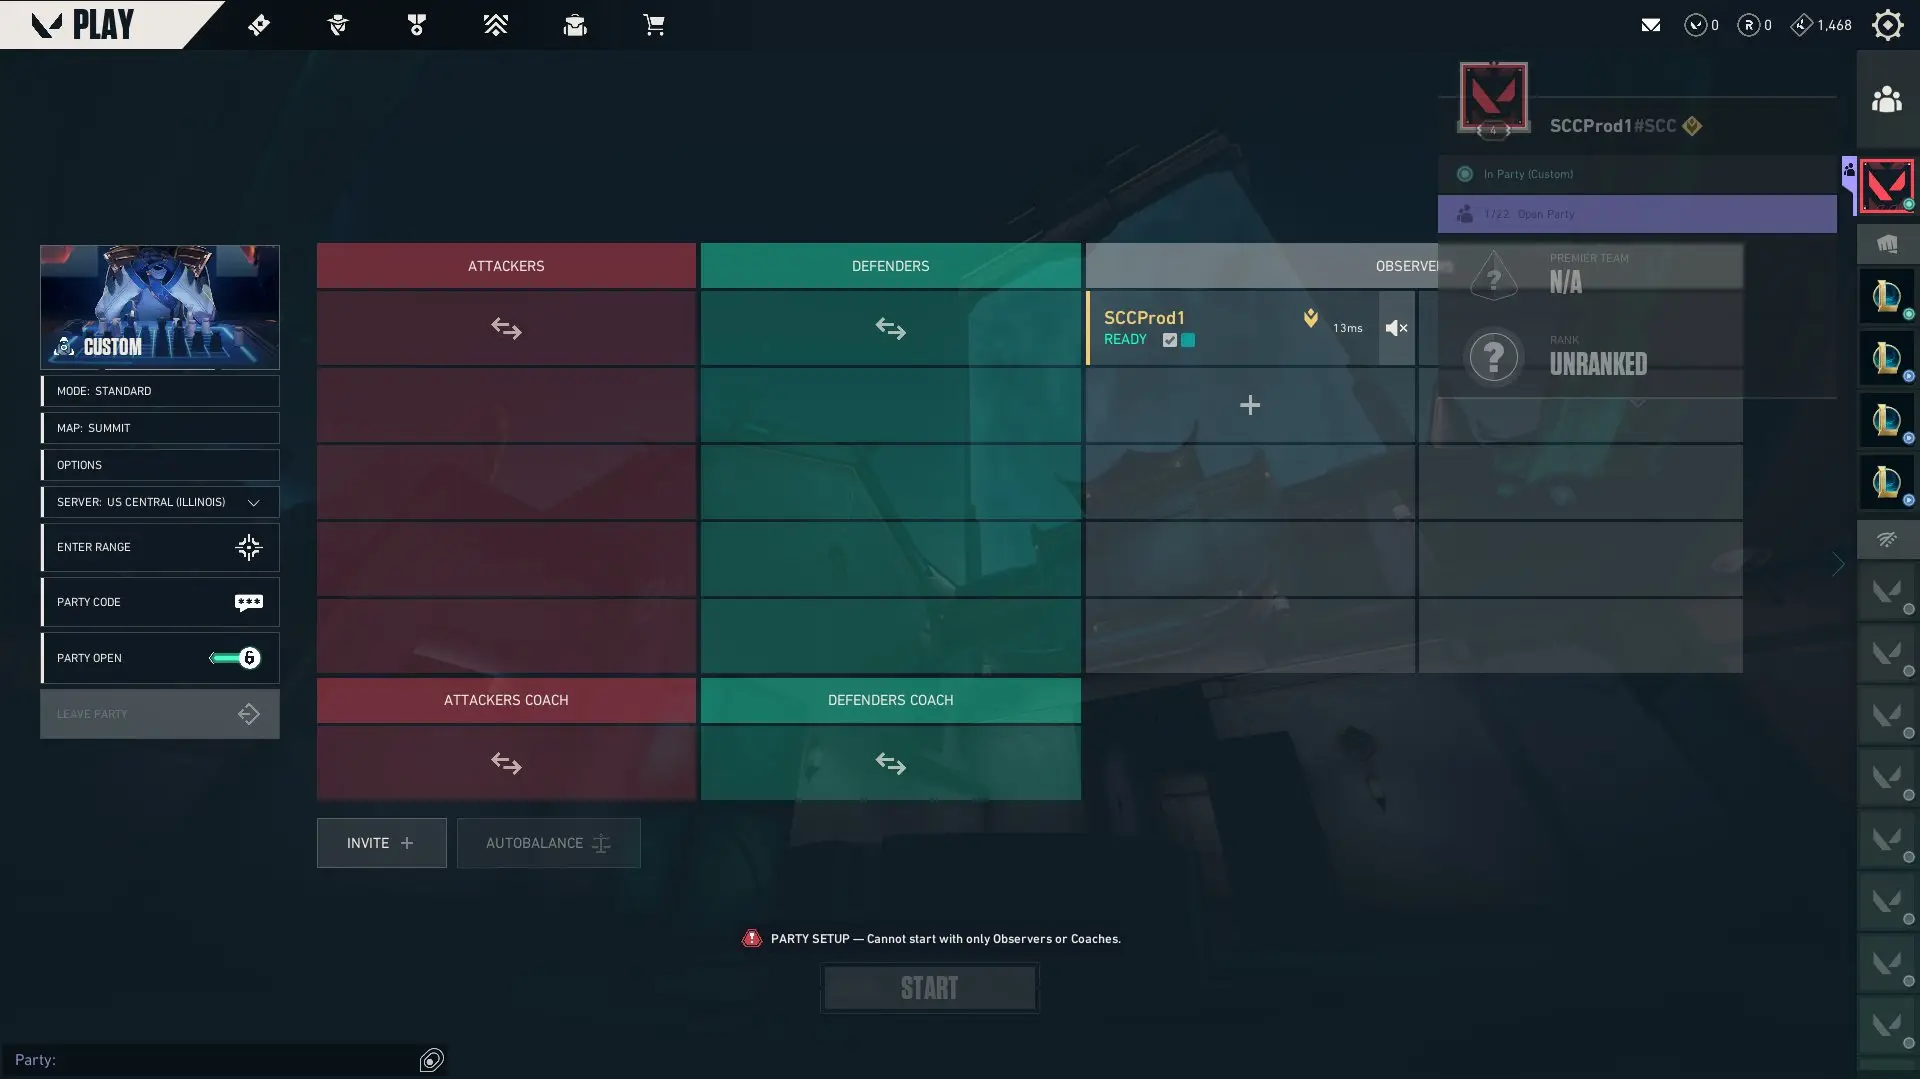 PLAY
0
0
1,468
4
SCCProd1#SCC
In Party (Custom)
1/22 Open Party
PREMIER TEAM
N/A
RANK
UNRANKED
CUSTOM
MODE: STANDARD
MAP: SUMMIT
OPTIONS
SERVER: US CENTRAL (ILLINOIS)
ENTER RANGE
PARTY CODE
PARTY OPEN
LEAVE PARTY
ATTACKERS
DEFENDERS
OBSERVE
SCCProd1
READY
13ms
ATTACKERS COACH
DEFENDERS COACH
INVITE
AUTOBALANCE
PARTY SETUP — Cannot start with only Observers or Coaches.
START
Party: